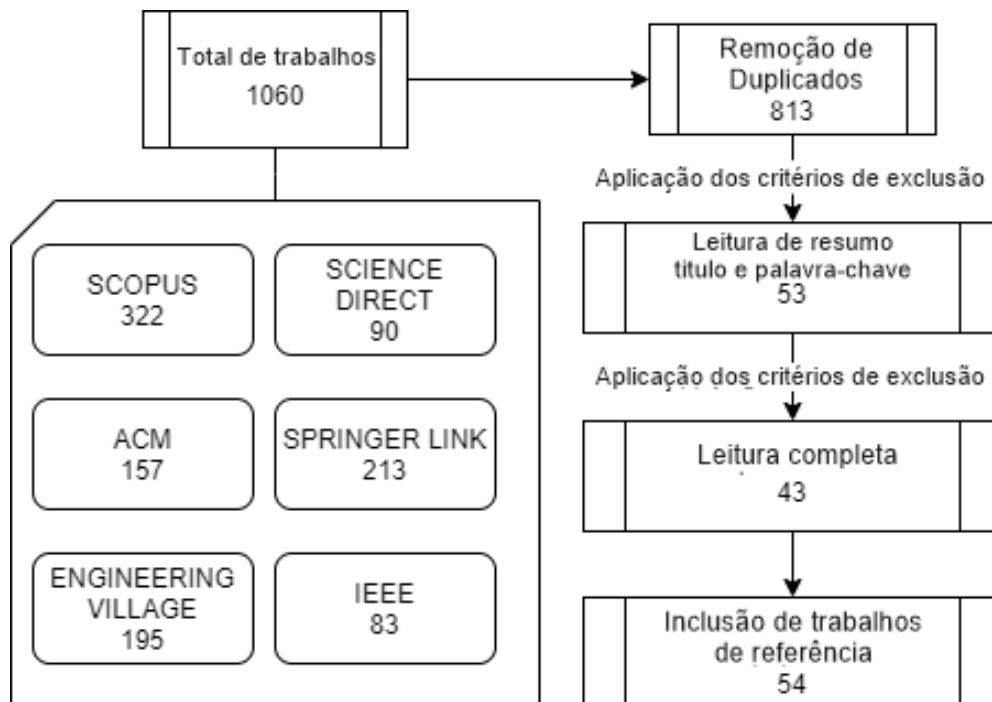 Total de trabalhos
1060
Remoção de
Duplicados
813
Aplicação dos critérios de exclusão
Leitura de resumo
titulo e palavra-chave
53
Aplicação dos critérios de exclusão
Leitura completa
43
Inclusão de trabalhos
de referência
54
SCOPUS
322
SCIENCE
DIRECT
90
ACM
157
SPRINGER LINK
213
ENGINEERING
VILLAGE
195
IEEE
83